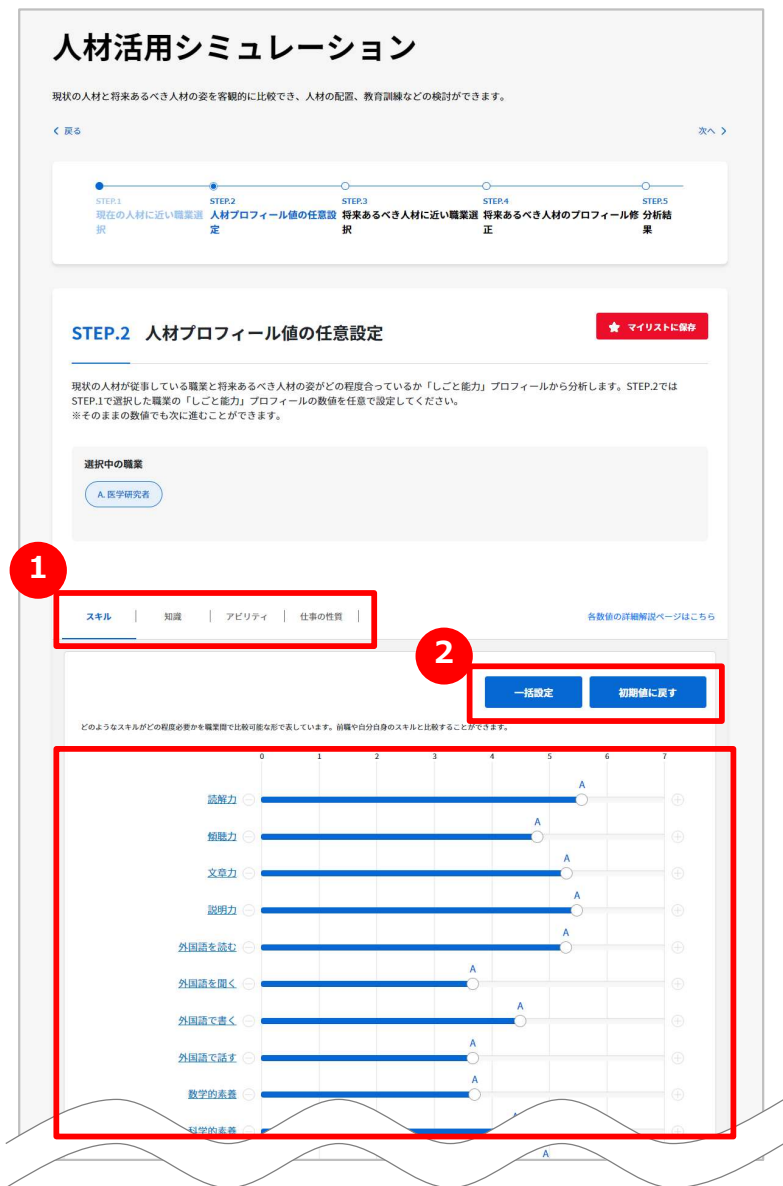 人材活用シミュレーション
現状の人材と将来あるべき人材の姿を客観的に比較でき、人材の配置、教育訓練などの検討ができます。
戻る
次へ
STEP.1
現在の人材に近い職業選
択
STEP.2
人材プロフィール値の任意設
定
STEP.3
将来あるべき人材に近い職業選
択
STEP.4
将来あるべき人材のプロフィール修
正
STEP.5
分析結
果
STEP.2 人材プロフィール値の任意設定
マイリストに保存
現状の人材が従事している職業と将来あるべき人材の姿がどの程度合っているか「しごと能力」プロフィールから分析します。STEP.2では
STEP.1で選択した職業の「しごと能力」プロフィールの数値を任意で設定してください。
※そのままの数値でも次に進むことができます。
選択中の職業
A. 医学研究者
1
スキル 知識 アビリティ 仕事の性質
各数値の詳細解説ページはこちら
2
一括設定 初期値に戻す
どのようなスキルがどの程度必要かを職業間で比較可能な形で表しています。前職や自分自身のスキルと比較することができます。
0 1 2 3 4 5 6 7
A
読解力
A
傾聴力
A
文章力
A
説明力
A
外国語を読む
A
外国語を聞く
A
外国語で書く
A
外国語で話す
A
数学的素養
科学的素養
A